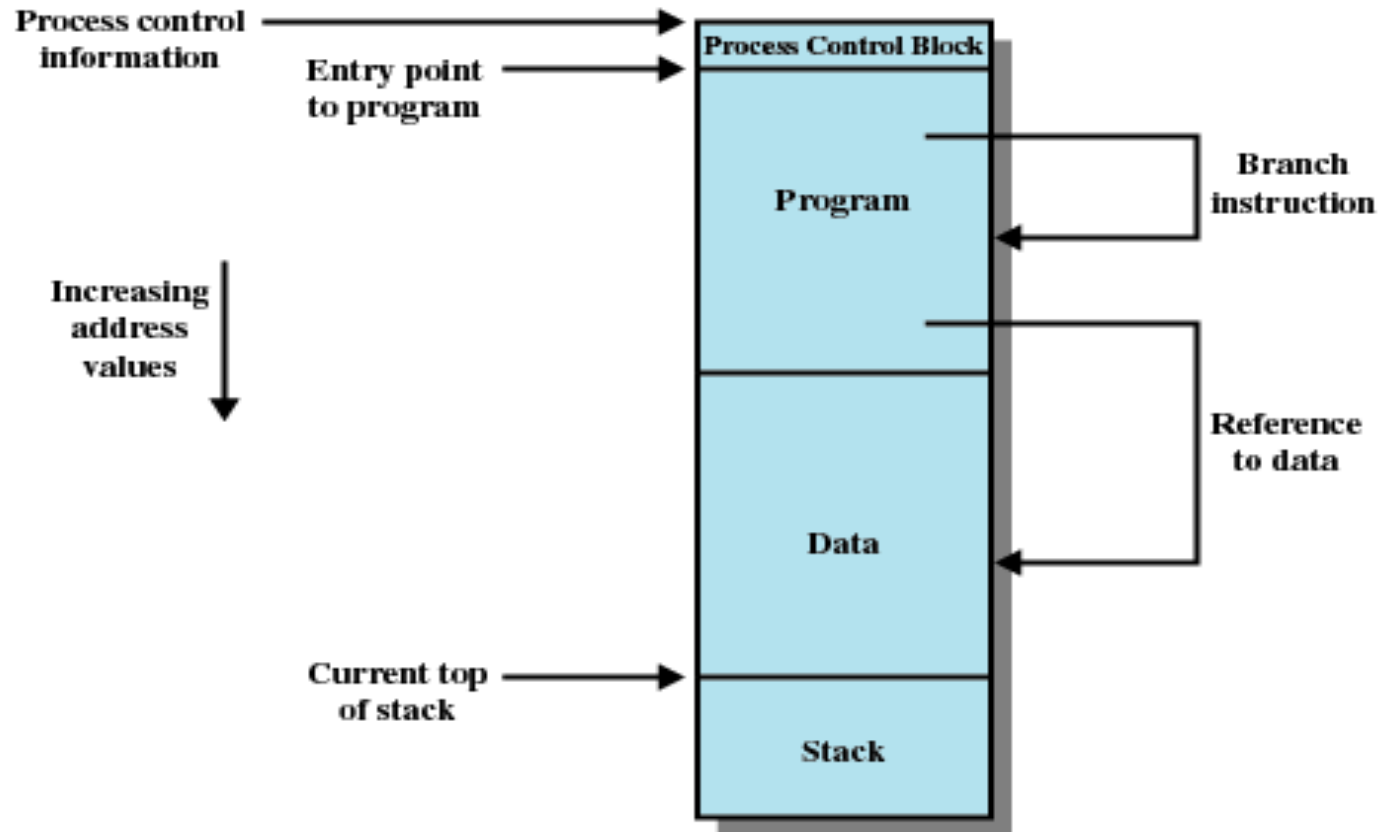 Process control
information
Process Control Block
Entry point
to program
Program
Branch
instruction
Increasing
address
values
Reference
to data
Data
Current top
of stack
Stack